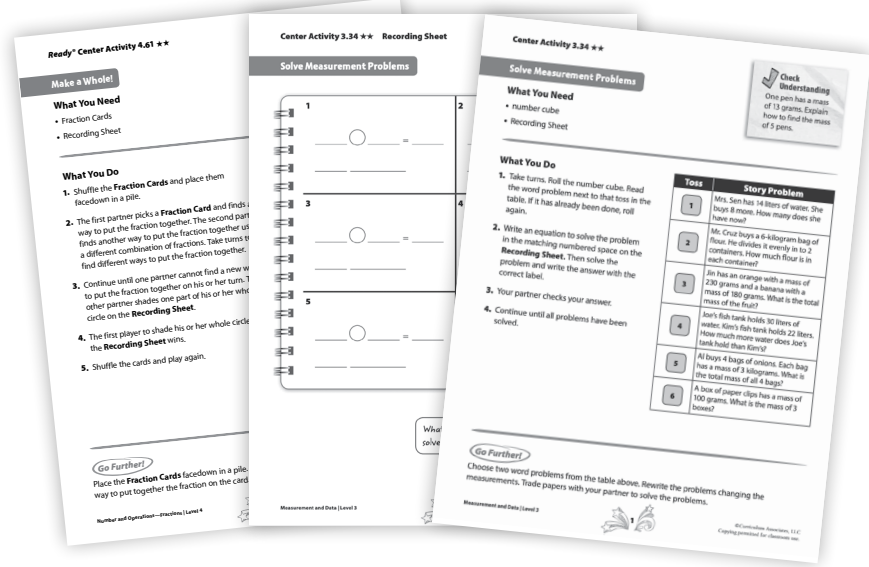 Ready® Center Activity 4.61 ★★
Make a Whole!
What You Need
• Fraction Cards
• Recording Sheet
What You Do
1. Shuffle the Fraction Cards and place them
facedown in a pile.
2. The first partner picks a Fraction Card and finds
way to put the fraction together. The second
finds another way to put the fraction together
a different combination of fractions. Take turns
find different ways to put the fraction together.
3. Continue until one partner cannot find a new
to put the fraction together on his or her turn.
other partner shades one part of his or her
circle on the Recording Sheet.
4. The first player to shade his or her whole circle
the Recording Sheet wins.
5. Shuffle the cards and play again.
Go Further!
Place the Fraction Cards facedown in a pile.
way to put together the fraction on the card
Number and Operations—Fractions | Level 4
Center Activity 3.34 ★★ Recording Sheet
Solve Measurement Problems
1
2
=
3
4
=
5
=
What
solve
Measurement and Data | Level 3
Center Activity 3.34 ★★
Solve Measurement Problems
Check
Understanding
One pen has a mass
of 13 grams. Explain
how to find the mass
of 5 pens.
What You Need
• number cube
• Recording Sheet
What You Do
1. Take turns. Roll the number cube. Read
the word problem next to that toss in the
table. If it has already been done, roll
again.
2. Write an equation to solve the problem
in the matching numbered space on the
Recording Sheet. Then solve the
problem and write the answer with the
correct label.
3. Your partner checks your answer.
4. Continue until all problems have been
solved.
Toss Story Problem
1 Mrs. Sen has 14 liters of water. She
buys 8 more. How many does she
have now?
2 Mr. Cruz buys a 6-kilogram bag of
flour. He divides it evenly in to 2
containers. How much flour is in
each container?
3 Jin has an orange with a mass of
230 grams and a banana with a
mass of 180 grams. What is the total
mass of the fruit?
4 Joe's fish tank holds 30 liters of
water. Kim's fish tank holds 22 liters.
How much more water does Joe's
tank hold than Kim's?
5 Al buys 4 bags of onions. Each bag
has a mass of 3 kilograms. What is
the total mass of all 4 bags?
6 A box of paper clips has a mass of
100 grams. What is the mass of 3
boxes?
Go Further!
Choose two word problems from the table above. Rewrite the problems changing the
measurements. Trade papers with your partner to solve the problems.
Measurement and Data | Level 3
1
©Curriculum Associates, LLC
Copying permitted for classroom use.